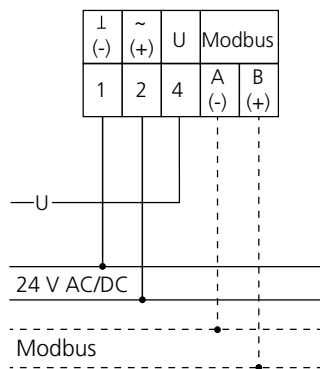 ⊥ ~ U Modbus
(-) (+)
1 2 4 A B
(-) (+)
U
24 V AC/DC
Modbus